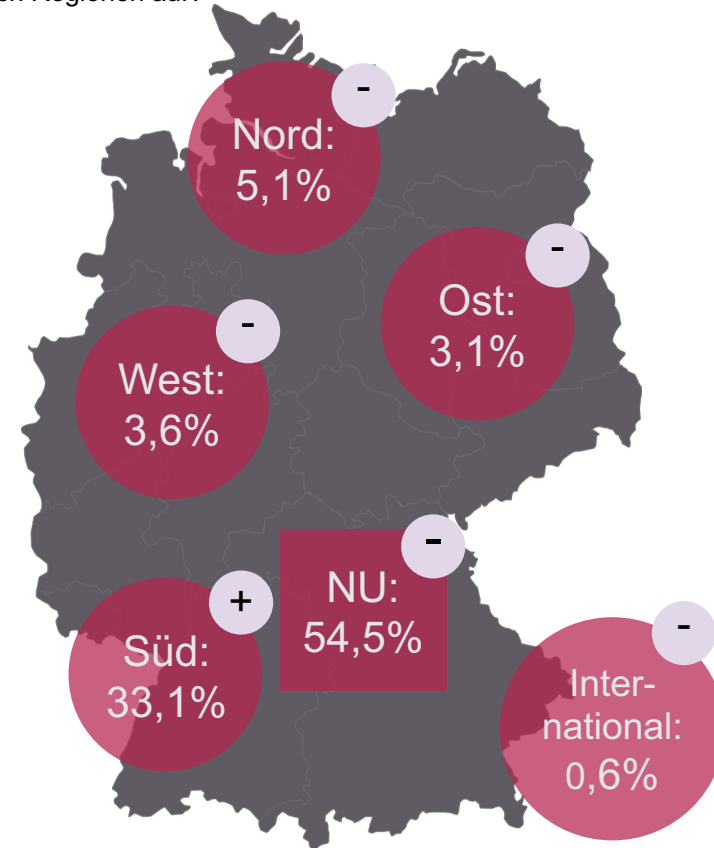 Regionen auf.
-
Nord:
5,1%
-
Ost:
3,1%
-
West:
3,6%
-
NU:
54,5%
+
Süd:
33,1%
-
Inter-
national:
0,6%